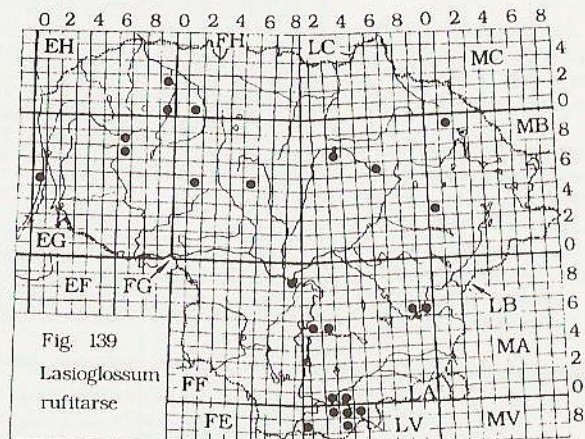 0 2 4 6 8 0 2 4 6 8 2 4 6 8 0 2 4 6 8
EH FH LC MC
4
2
0
MB
8
6
4
2
EG
0
EF FG LB
8
6
Fig. 139
4
MA
Lasioglossum
2
FF
rufitarse
0
FE LV MV
8